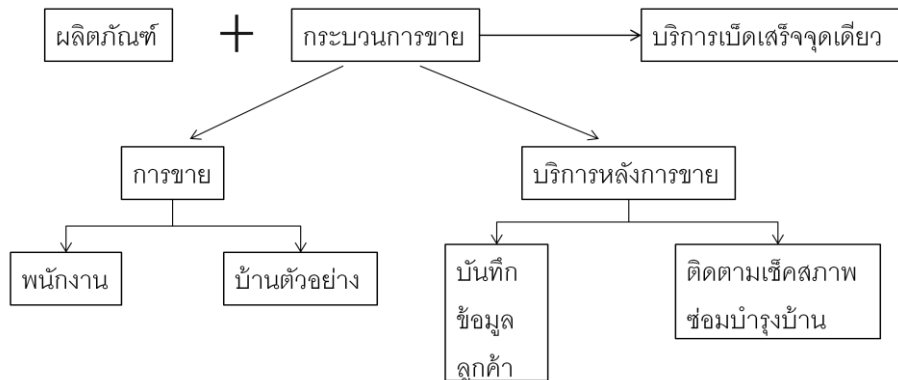 ผลิตภัณฑ์ + กระบวนการขาย บริการเบ็ดเสร็จจุดเดียว
การขาย บริการหลังการขาย
พนักงาน
บ้านตัวอย่าง
บันทึก
ข้อมูล
ลูกค้า
ติดตามเช็คสภาพ
ซ่อมบำรุงบ้าน